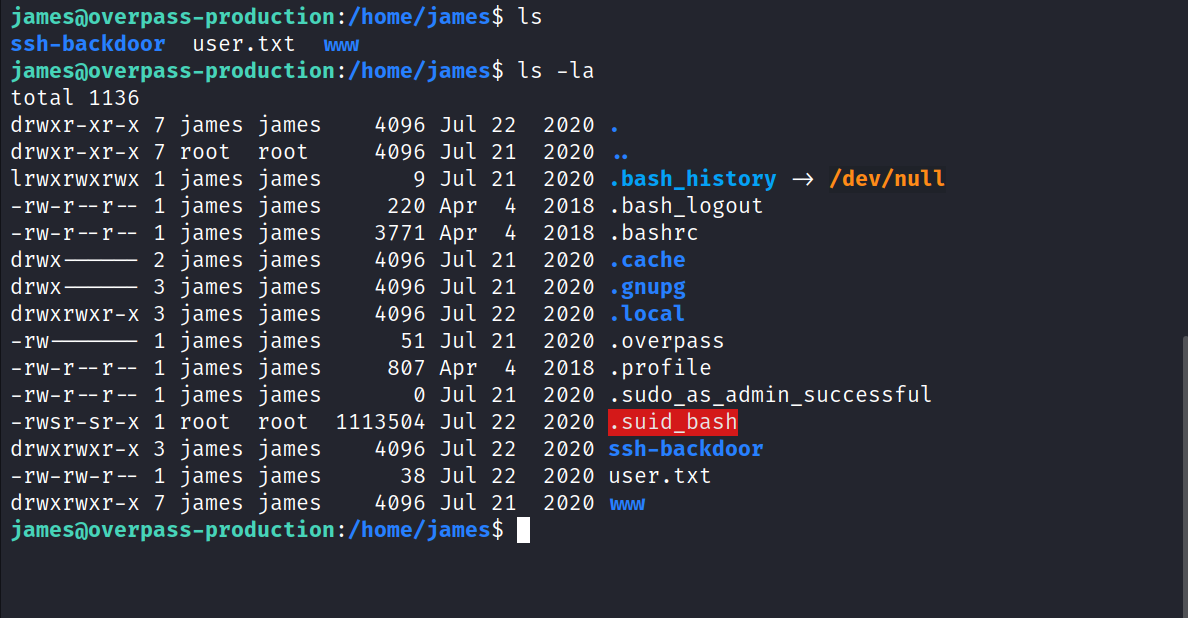 james@overpass-production:/home/james$ ls
ssh-backdoor  user.txt  www
james@overpass-production:/home/james$ ls -la
total 1136
drwxr-xr-x 7 james james    4096 Jul 22  2020 .
drwxr-xr-x 7 root  root     4096 Jul 21  2020 ..
lrwxrwxrwx 1 james james       9 Jul 21  2020 .bash_history -> /dev/null
-rw-r--r-- 1 james james     220 Apr  4  2018 .bash_logout
-rw-r--r-- 1 james james    3771 Apr  4  2018 .bashrc
drwx------ 2 james james    4096 Jul 21  2020 .cache
drwx------ 3 james james    4096 Jul 21  2020 .gnupg
drwxrwxr-x 3 james james    4096 Jul 22  2020 .local
-rw------- 1 james james      51 Jul 21  2020 .overpass
-rw-r--r-- 1 james james     807 Apr  4  2018 .profile
-rw-r--r-- 1 james james       0 Jul 21  2020 .sudo_as_admin_successful
-rwsr-sr-x 1 root  root  1113504 Jul 22  2020 .suid_bash
drwxrwxr-x 3 james james    4096 Jul 22  2020 ssh-backdoor
-rw-rw-r-- 1 james james      38 Jul 22  2020 user.txt
drwxrwxr-x 7 james james    4096 Jul 21  2020 www
james@overpass-production:/home/james$